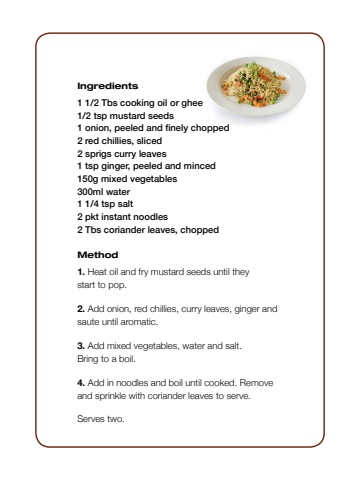 Ingredients
1 1/2 Tbs cooking oil or ghee
1/2 tsp mustard seeds
1 onion, peeled and finely chopped
2 red chillies, sliced
2 sprigs curry leaves
1 tsp ginger, peeled and minced
150g mixed vegetables
300ml water
1 1/4 tsp salt
2 pkt instant noodles
2 Tbs coriander leaves, chopped
Method
1. Heat oil and fry mustard seeds until they
start to pop.
2. Add onion, red chillies, curry leaves, ginger and
saute until aromatic.
3. Add mixed vegetables, water and salt.
Bring to a boil.
4. Add in noodles and boil until cooked. Remove
and sprinkle with coriander leaves to serve.
Serves two.